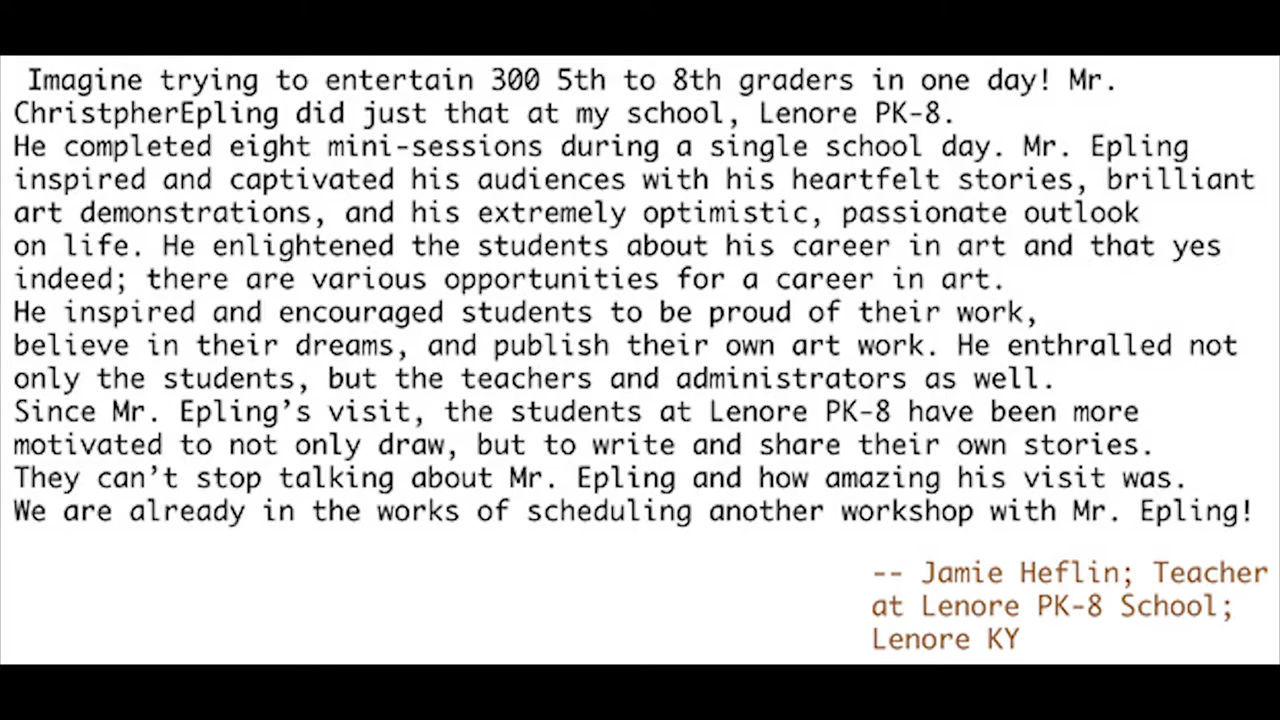 Imagine trying to entertain 300 5th to 8th graders in one day! Mr.
ChristpherEpling did just that at my school, Lenore PK-8.
He completed eight mini-sessions during a single school day. Mr. Epling
inspired and captivated his audiences with his heartfelt stories, brilliant
art demonstrations, and his extremely optimistic, passionate outlook
on life. He enlightened the students about his career in art and that yes
indeed; there are various opportunities for a career in art.
He inspired and encouraged students to be proud of their work,
believe in their dreams, and publish their own art work. He enthralled not
only the students, but the teachers and administrators as well.
Since Mr. Epling’s visit, the students at Lenore PK-8 have been more
motivated to not only draw, but to write and share their own stories.
They can’t stop talking about Mr. Epling and how amazing his visit was.
We are already in the works of scheduling another workshop with Mr. Epling!
-- Jamie Heflin; Teacher
at Lenore PK-8 School;
Lenore KY